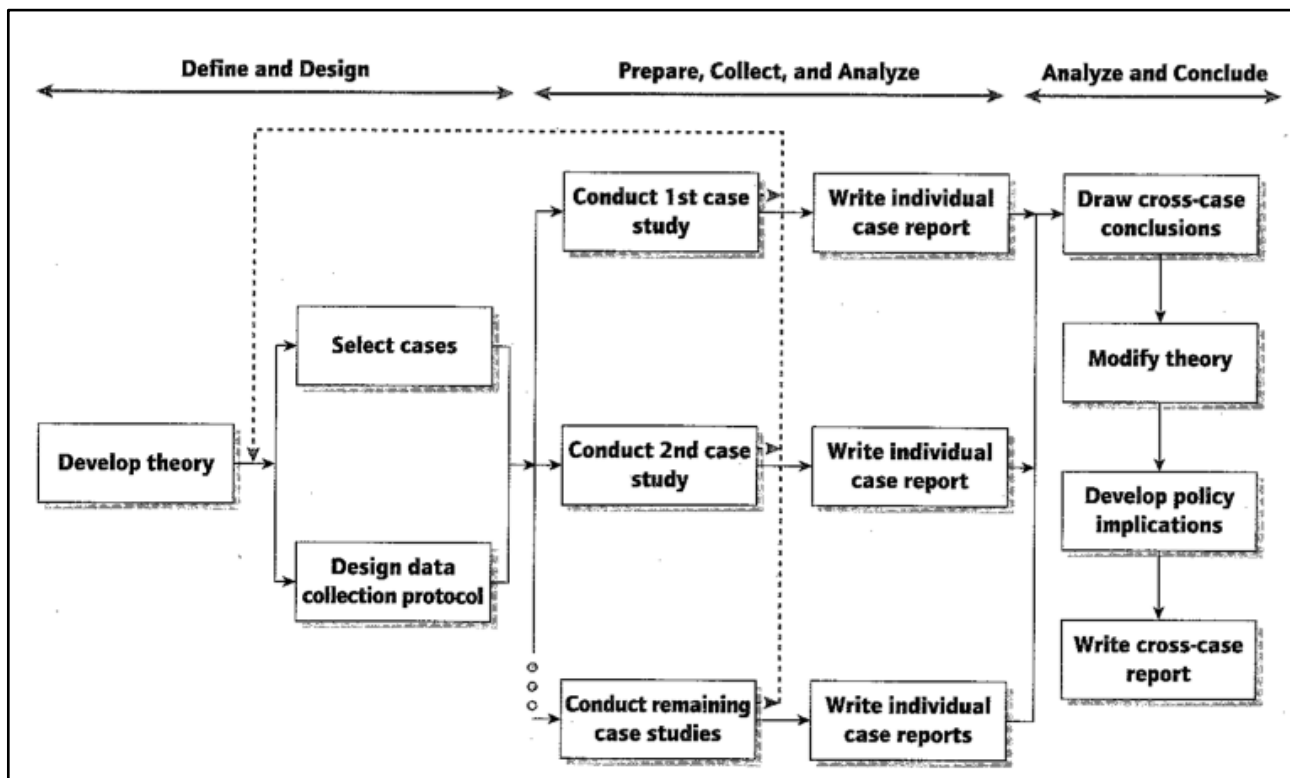 Define and Design
Prepare, Collect, and Analyze
Analyze and Conclude
Develop theory
Select cases
Design data
collection protocol
Conduct 1st case
study
Write individual
case report
Conduct 2nd case
study
Write individual
case report
Conduct remaining
case studies
Write individual
case reports
Draw cross-case
conclusions
Modify theory
Develop policy
implications
Write cross-case
report